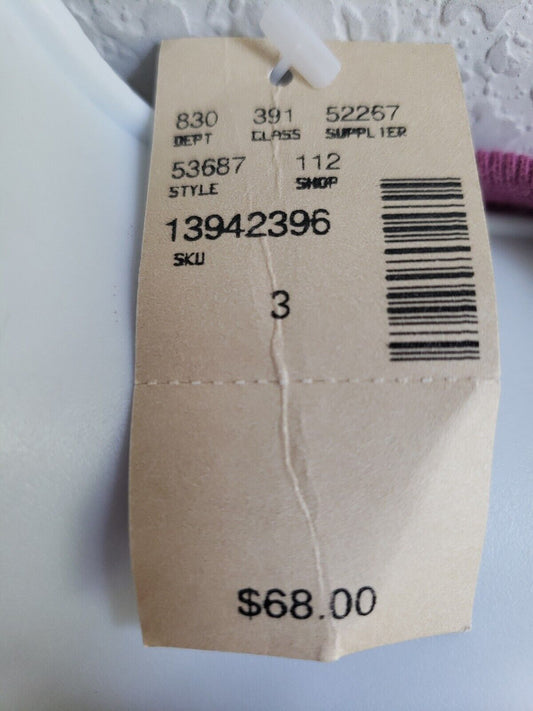 830 391 52267
DEPT CLASS SUPPLIER
53687 112
STYLE SHOP
13942396
SKU
3
$68.00